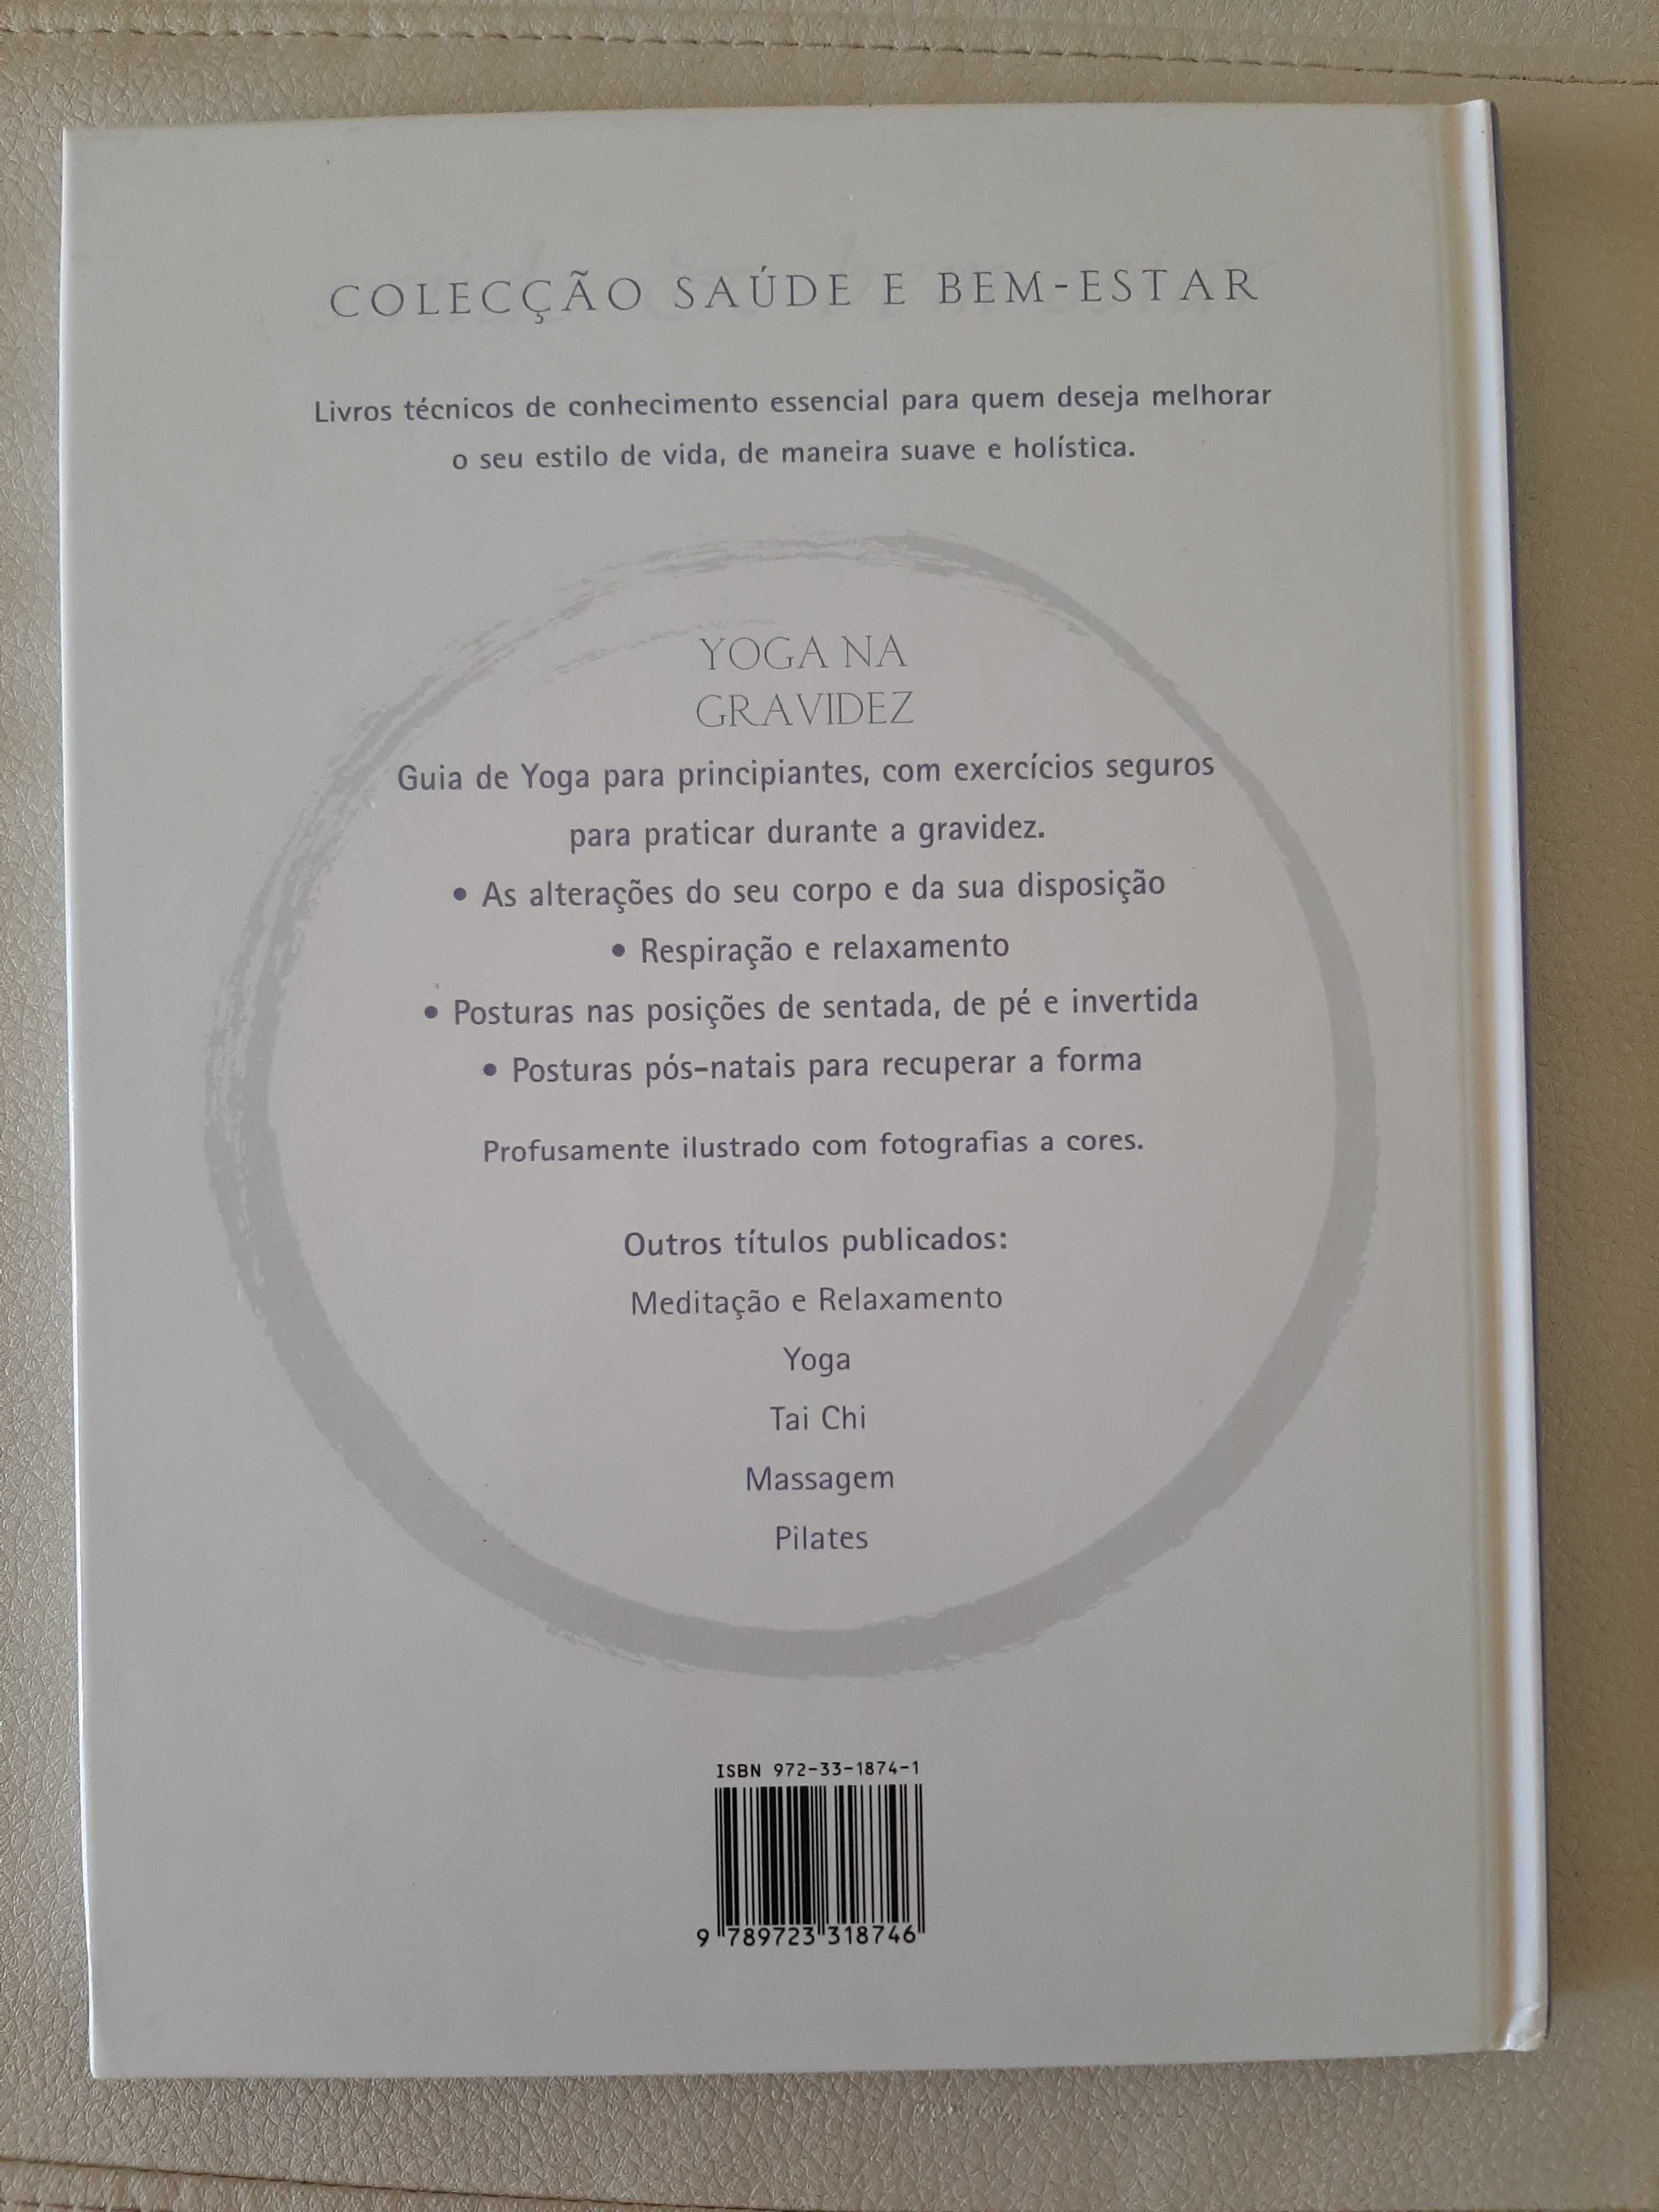 COLECÇÃO SAÚDE E BEM-ESTAR
Livros técnicos de conhecimento essencial para quem deseja melhorar
o seu estilo de vida, de maneira suave e holística.
YOGA NA
GRAVIDEZ
Guia de Yoga para principiantes, com exercícios seguros
para praticar durante a gravidez.
• As alterações do seu corpo e da sua disposição
• Respiração e relaxamento
• Posturas nas posições de sentada, de pé e invertida
• Posturas pós-natais para recuperar a forma
Profusamente ilustrado com fotografias a cores.
Outros títulos publicados:
Meditação e Relaxamento
Yoga
Tai Chi
Massagem
Pilates
ISBN 972-33-1874-1
9 789723 318746